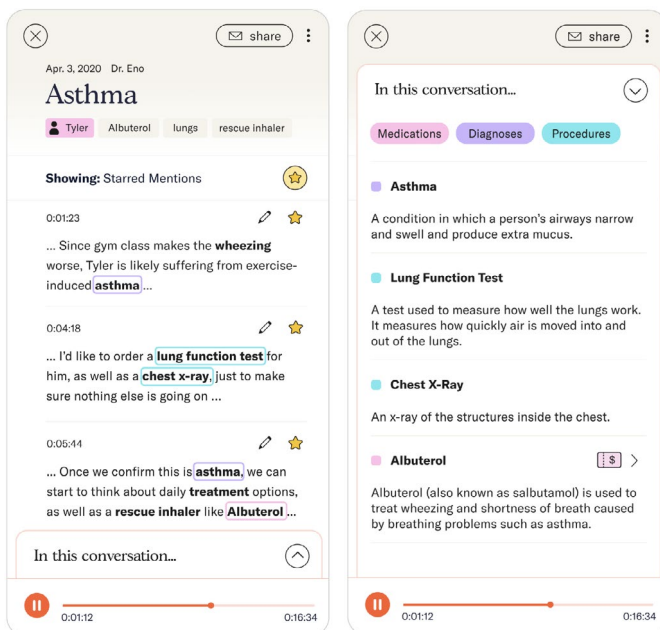 share
Apr. 3, 2020 Dr. Eno
Asthma
Tyler Albuterol lungs rescue inhaler
Showing: Starred Mentions
0:01:23
... Since gym class makes the wheezing
worse, Tyler is likely suffering from exercise-
induced asthma...
0:04:18
... I'd like to order a lung function test for
him, as well as a chest x-ray, just to make
sure nothing else is going on ...
0:05:44
... Once we confirm this is asthma, we can
start to think about daily treatment options,
as well as a rescue inhaler like Albuterol...
In this conversation...
0:01:12 0:16:34
share
In this conversation...
Medications Diagnoses Procedures
Asthma
A condition in which a person's airways narrow
and swell and produce extra mucus.
Lung Function Test
A test used to measure how well the lungs work.
It measures how quickly air is moved into and
out of the lungs.
Chest X-Ray
An x-ray of the structures inside the chest.
Albuterol $
Albuterol (also known as salbutamol) is used to
treat wheezing and shortness of breath caused
by breathing problems such as asthma.
0:01:12 0:16:34